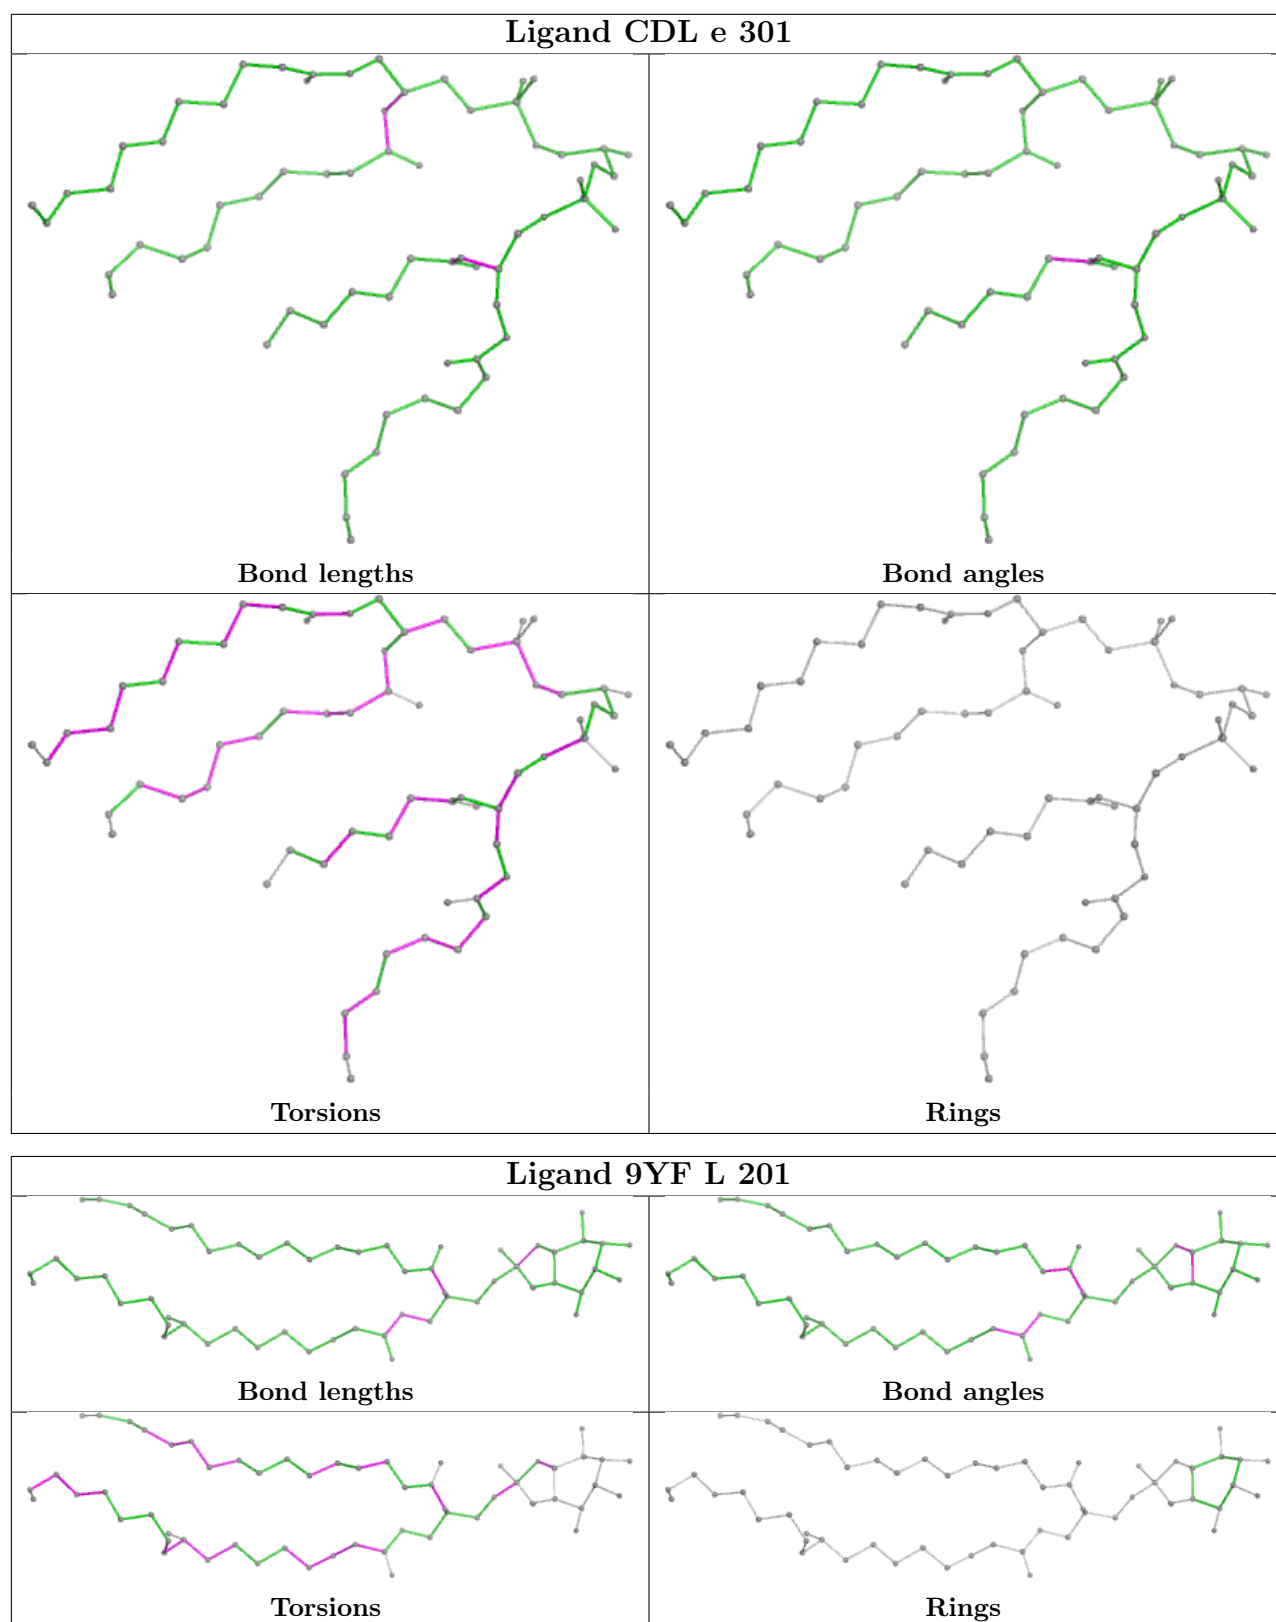 Ligand CDL e 301
Bond lengths
Bond angles
Torsions
Rings
Ligand 9YF L 201
Bond lengths
Bond angles
Torsions
Rings